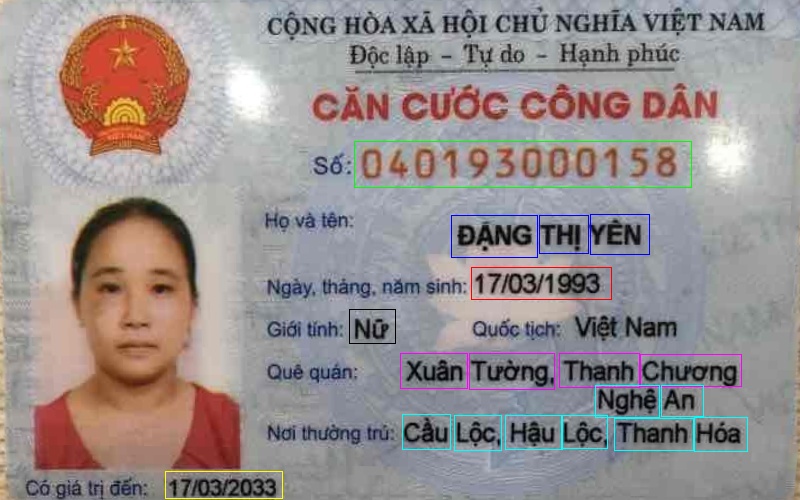 CỘNG HÒA XÃ HỘI CHỦ NGHĨA VIỆT NAM
Độc lập - Tự do - Hạnh phúc
CĂN CƯỚC CÔNG DÂN
Số: 040193000158
Họ và tên: ĐẶNG THỊ YÊN
Ngày, tháng, năm sinh: 17/03/1993
Giới tính: Nữ Quốc tịch: Việt Nam
Quê quán: Xuân Tường, Thanh Chương
Nghệ An
Nơi thường trú: Cầu Lộc, Hậu Lộc, Thanh Hóa
Có giá trị đến: 17/03/2033